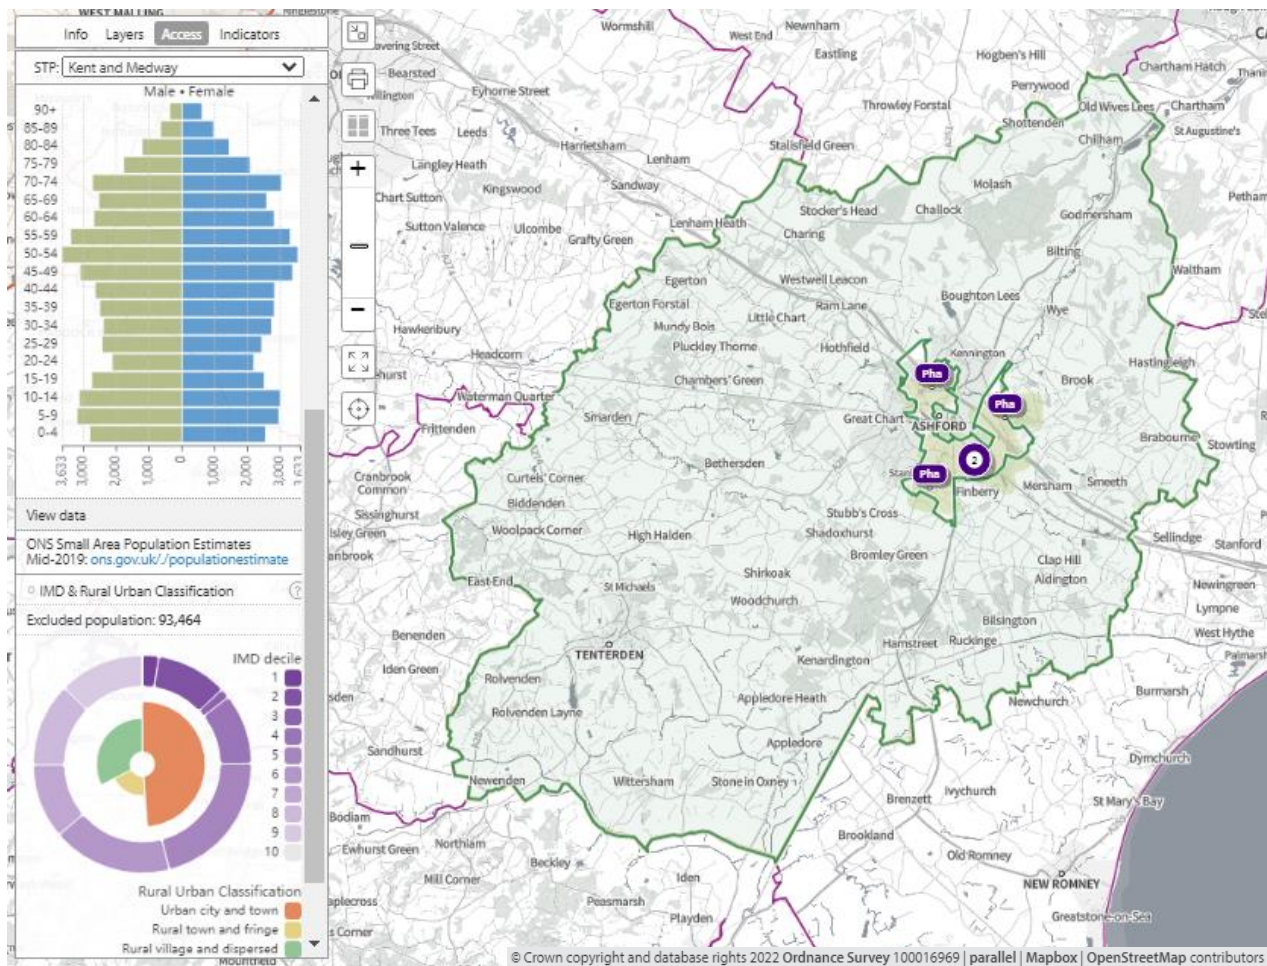 WEST MALLING
Info Layers Access Indicators
STP: Kent and Medway
Male • Female
90+
85-89
80-84
75-79
70-74
65-69
60-64
55-59
50-54
45-49
40-44
35-39
30-34
25-29
20-24
15-19
10-14
5-9
0-4
3,633 3,000 2,000 1,000 0 1,000 2,000 3,000
View data
ONS Small Area Population Estimates
Mid-2019: ons.gov.uk/./populationestimate
IMD & Rural Urban Classification ?
Excluded population: 93,464
IMD decile
1
2
3
4
5
6
7
8
9
10
Rural Urban Classification
Urban city and town
Rural town and fringe
Rural village and dispersed
Wormshill
Newnham
West End
Eastling
Hogben's Hill
Chartham Hatch
Bearsted
Eyhorne Street
Perrywood
Throwley Forstal
Old Wives Lees
Chartham
Shottenden
Three Tees
Leeds
St Augustine's
Harrietsham
Stalisfield Green
Chilham
Langley Heath
Lenham
Kingswood
Sandway
Molash
Chart Sutton
Petham
Stocker's Head
Challock
Godmersham
Sutton Valence
Ulcombe
Lenham Heath
Charing
Grafty Green
Bilting
Waltham
Egerton
Westwell Leacon
Boughton Lees
Egerton Forstal
Ram Lane
Wye
Little Chart
Mundy Bois
Hawkenbury
Pluckley Thorne
Hothfield
Kennington
Headcorn
Hastingleigh
Pha
Chambers' Green
Brook
Waterman Quarter
Pha
Smarden
Great Chart
ASHFORD
Frittenden
Brabourne
Stowting
Bethersden
2
Cranbrook
Common
Curtels' Corner
Pha
Smeeth
Mersham
Finberry
Biddenden
Sissinghurst
Stubb's Cross
Woolpack Corner
High Halden
Shadoxhurst
Sellindge
Stanford
Bromley Green
Clap Hill
Shirkoak
Aldington
East End
St Michaels
Newingreen
Woodchurch
Lympne
Bilsington
Benenden
West Hythe
Hamstreet
Ruckinge
TENTERDEN
Kenardington
Iden Green
Rolvenden
Burmarsh
Appledore Heath
Newchurch
Rolvenden Layne
Sandhurst
Appledore
Dymchurch
Newenden
Wittersham
Stone in Oxney
Ivychurch
Brenzett
St Mary's Bay
Bodiam
Brookland
Northiam
Ewhurst Green
Old Romney
Beckley
Iden
Mill Corner
NEW ROMNEY
Peasmarsh
Playden
Greatstone-on-Sea
© Crown copyright and database rights 2022 Ordnance Survey 100016969 | parallel | Mapbox | OpenStreetMap contributors